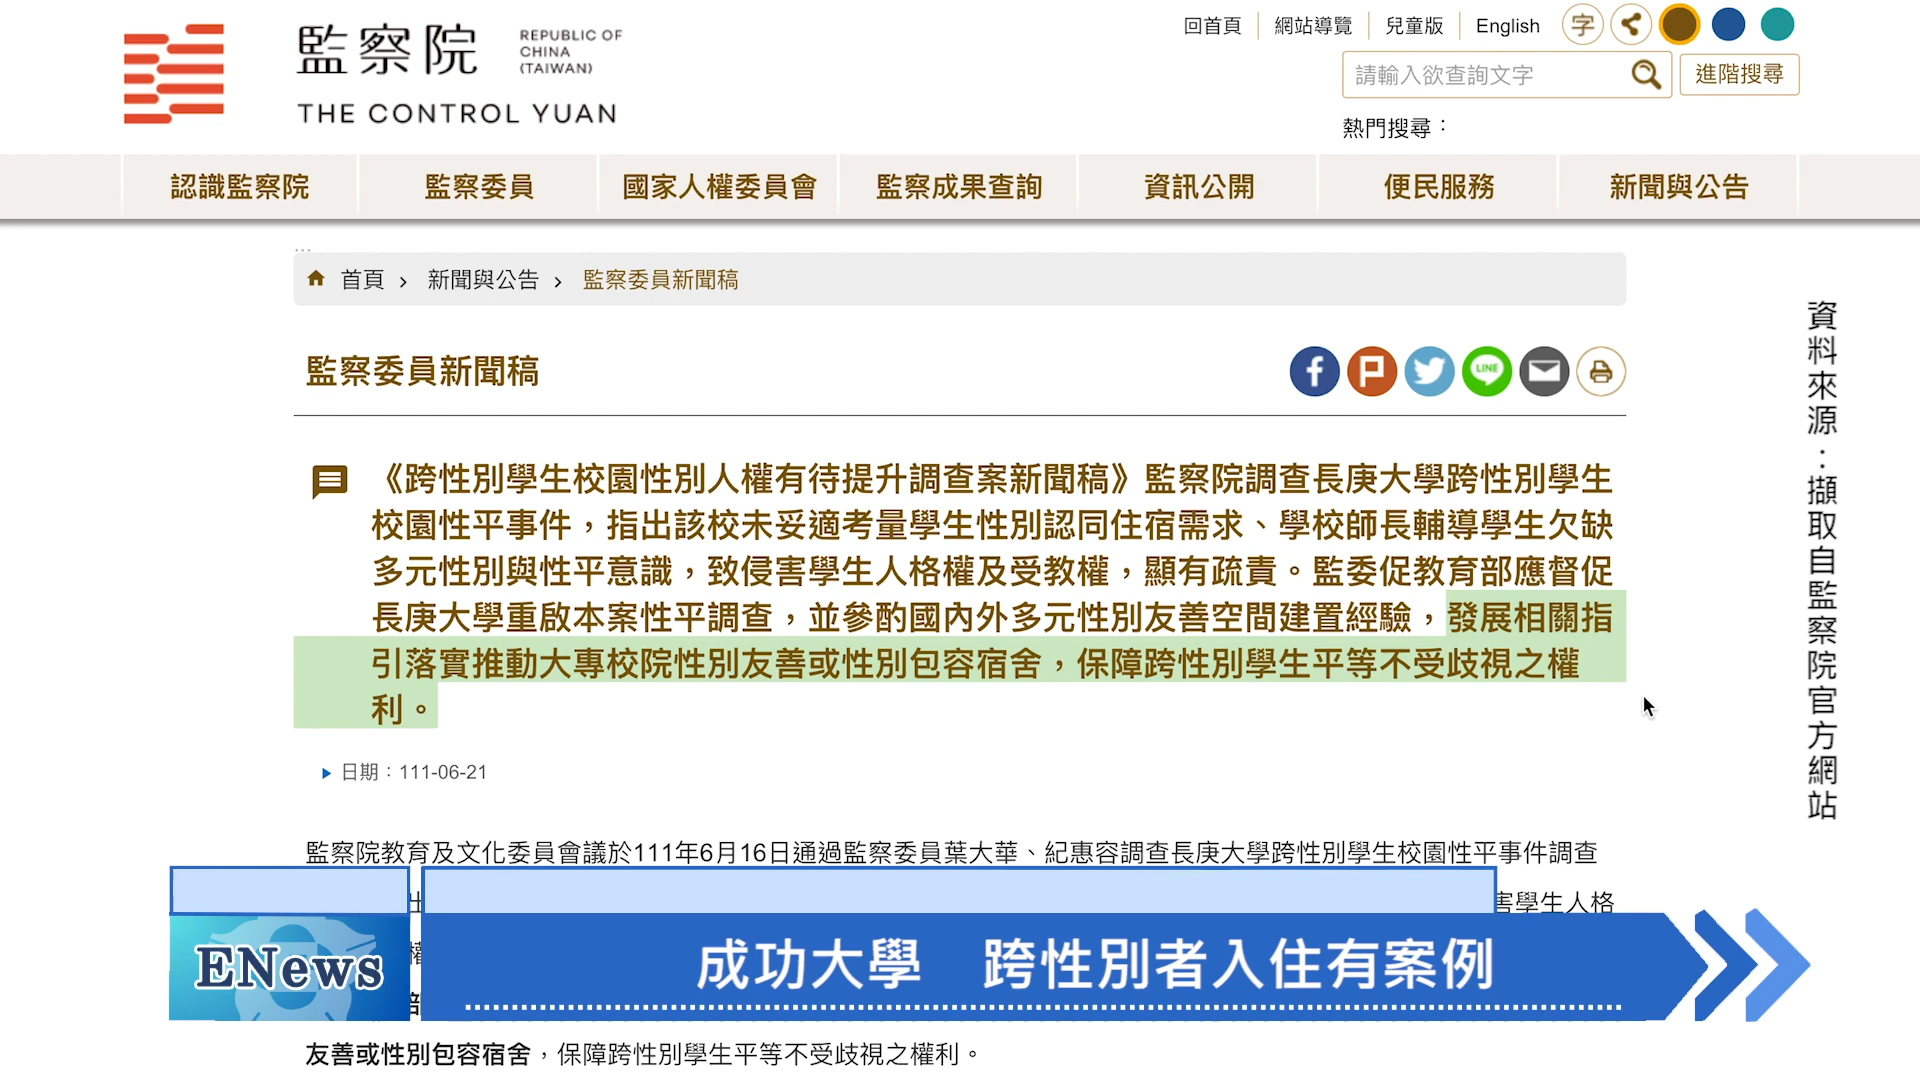 監察院
REPUBLIC OF
CHINA
(TAIWAN)
THE CONTROL YUAN
回首頁
網站導覽
兒童版
English
字
請輸入欲查詢文字
進階搜尋
熱門搜尋：
認識監察院
監察委員
國家人權委員會
監察成果查詢
資訊公開
便民服務
新聞與公告
...
首頁 › 新聞與公告 › 監察委員新聞稿
監察委員新聞稿
LINE
《跨性別學生校園性別人權有待提升調查案新聞稿》監察院調查長庚大學跨性別學生
校園性平事件，指出該校未妥適考量學生性別認同住宿需求、學校師長輔導學生欠缺
多元性別與性平意識，致侵害學生人格權及受教權，顯有疏責。監委促教育部應督促
長庚大學重啟本案性平調查，並參酌國內外多元性別友善空間建置經驗，發展相關指
引落實推動大專校院性別友善或性別包容宿舍，保障跨性別學生平等不受歧視之權
利。
日期：111-06-21
監察院教育及文化委員會議於111年6月16日通過監察委員葉大華、紀惠容調查長庚大學跨性別學生校園性平事件調查
害學生人格
友善或性別包容宿舍，保障跨性別學生平等不受歧視之權利。
資料來源：擷取自監察院官方網站
ENews
成功大學　跨性別者入住有案例